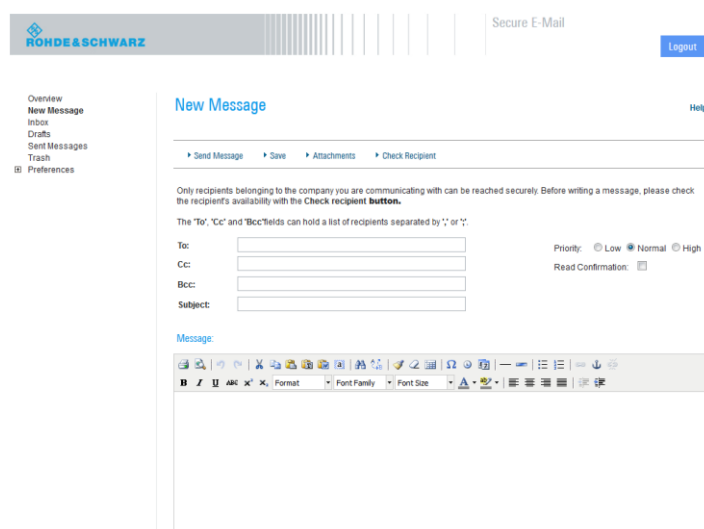 ROHDE&SCHWARZ
Secure E-Mail
Logout
Overview
New Message
Inbox
Drafts
Sent Messages
Trash
Preferences
New Message
Help
Send Message Save Attachments Check Recipient
Only recipients belonging to the company you are communicating with can be reached securely. Before writing a message, please check
the recipient's availability with the Check recipient button.
The 'To', 'Cc' and 'Bcc'fields can hold a list of recipients separated by ',' or ';'.
To:
Priority: Low Normal High
Cc:
Read Confirmation:
Bcc:
Subject:
Message:
B I U ABC x² x₂ Format Font Family Font Size A